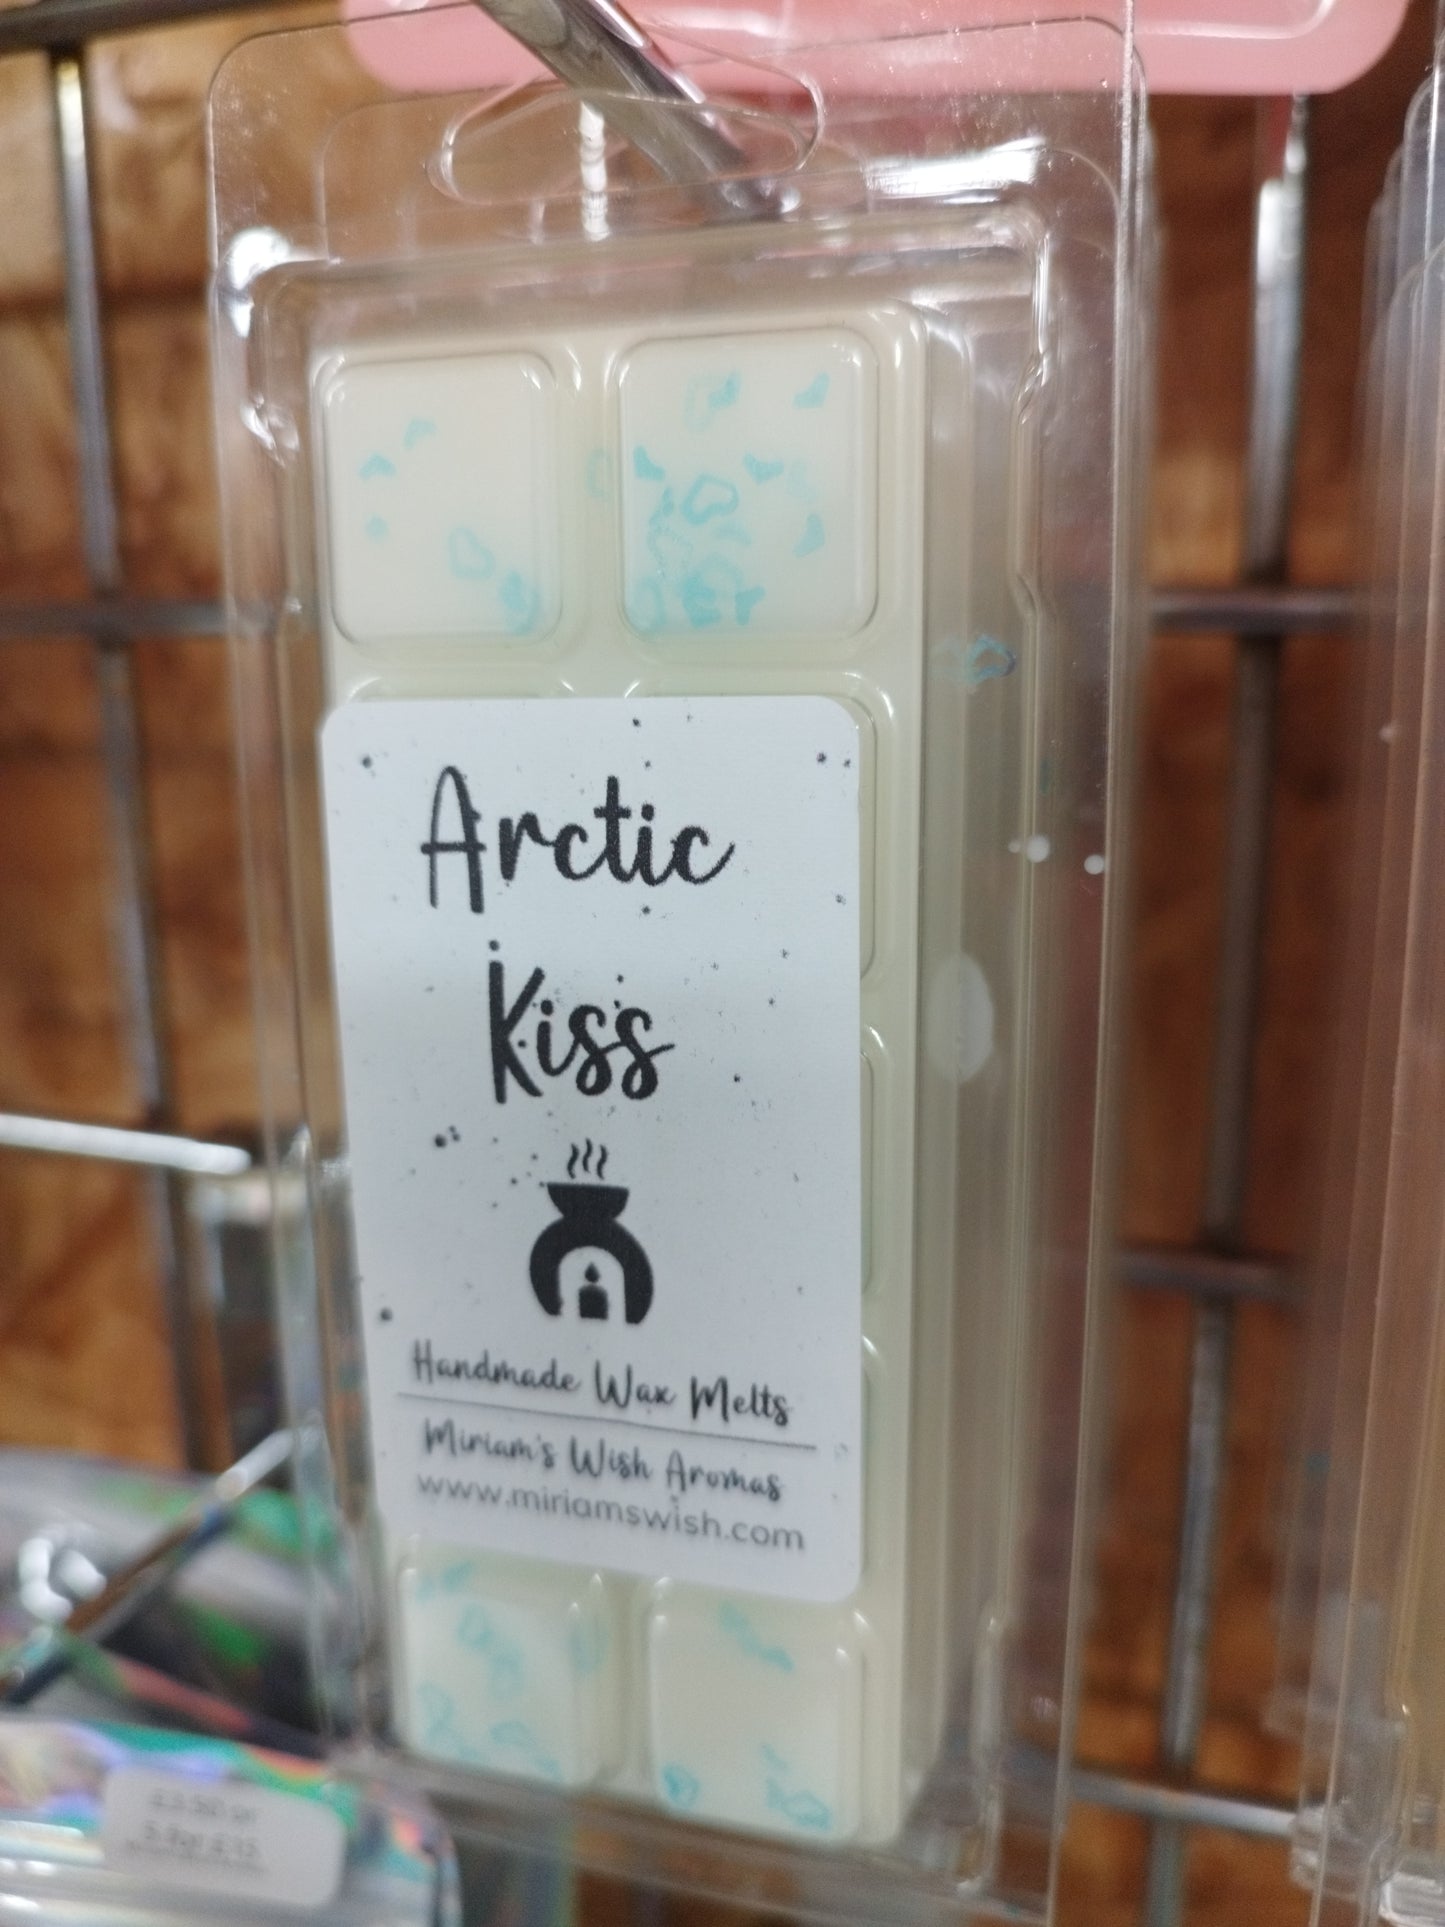 Arctic
Kiss
Handmade Wax Melts
Miriam's Wish Aromas
www.miriamswish.com